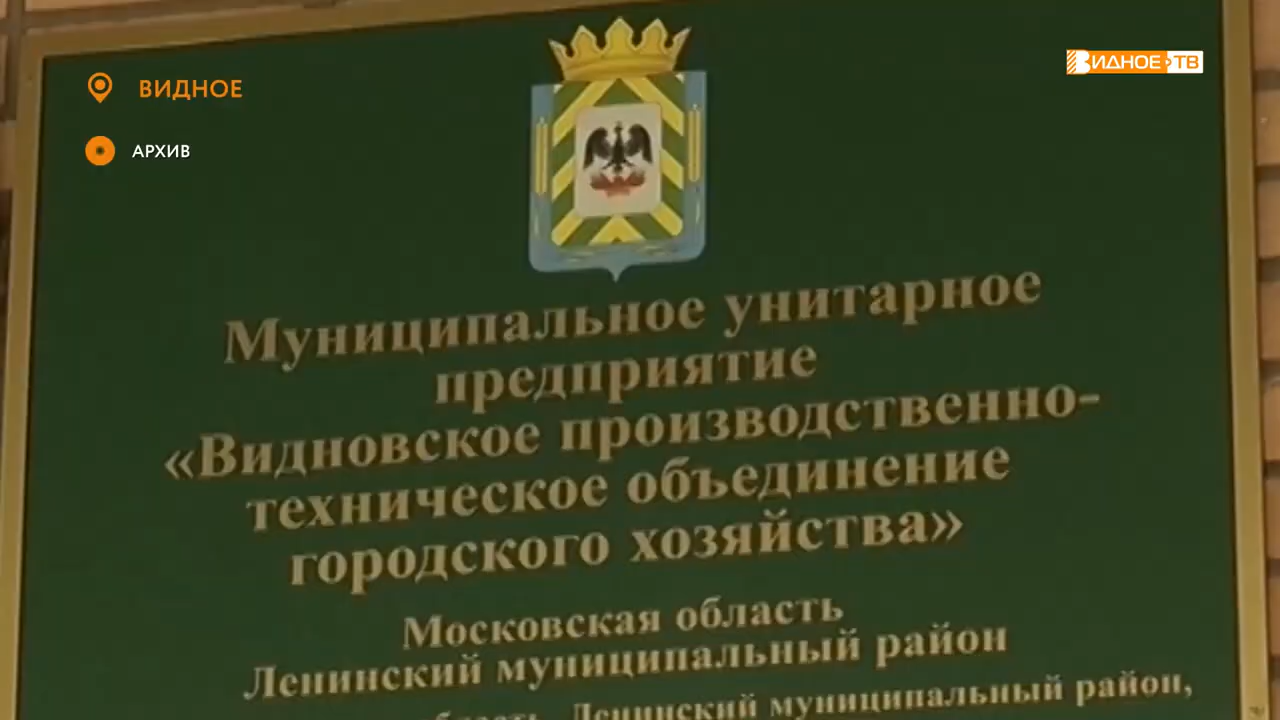 ВИДНОЕ
ВИДНОЕ ТВ
АРХИВ
Муниципальное унитарное
предприятие
«Видновское производственно-
техническое объединение
городского хозяйства»
Московская область
Ленинский муниципальный район
Ленинский муниципальный район,